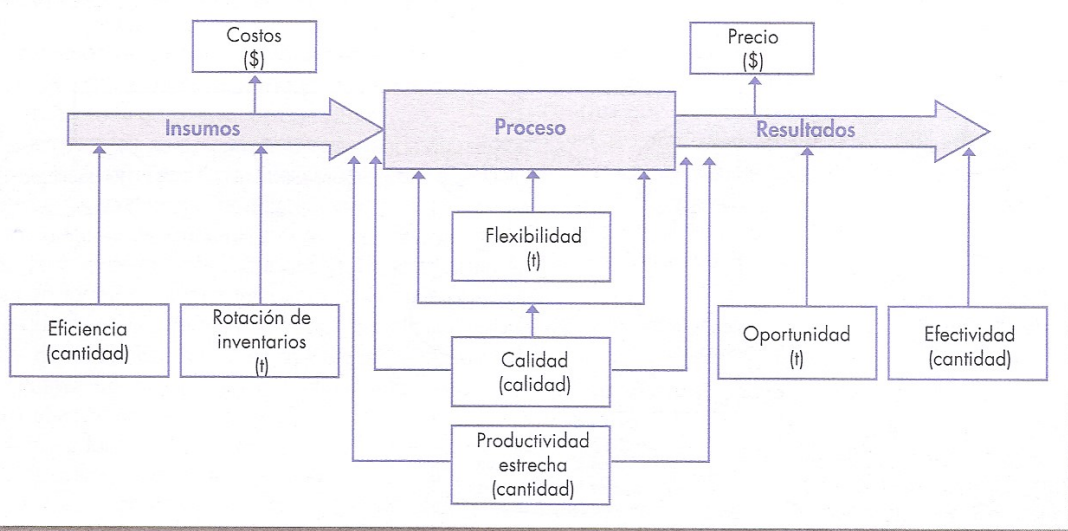 Costos
($)
Precio
($)
Insumos
Proceso
Resultados
Flexibilidad
(t)
Eficiencia
(cantidad)
Rotación de
inventarios
(t)
Calidad
(calidad)
Oportunidad
(t)
Efectividad
(cantidad)
Productividad
estrecha
(cantidad)